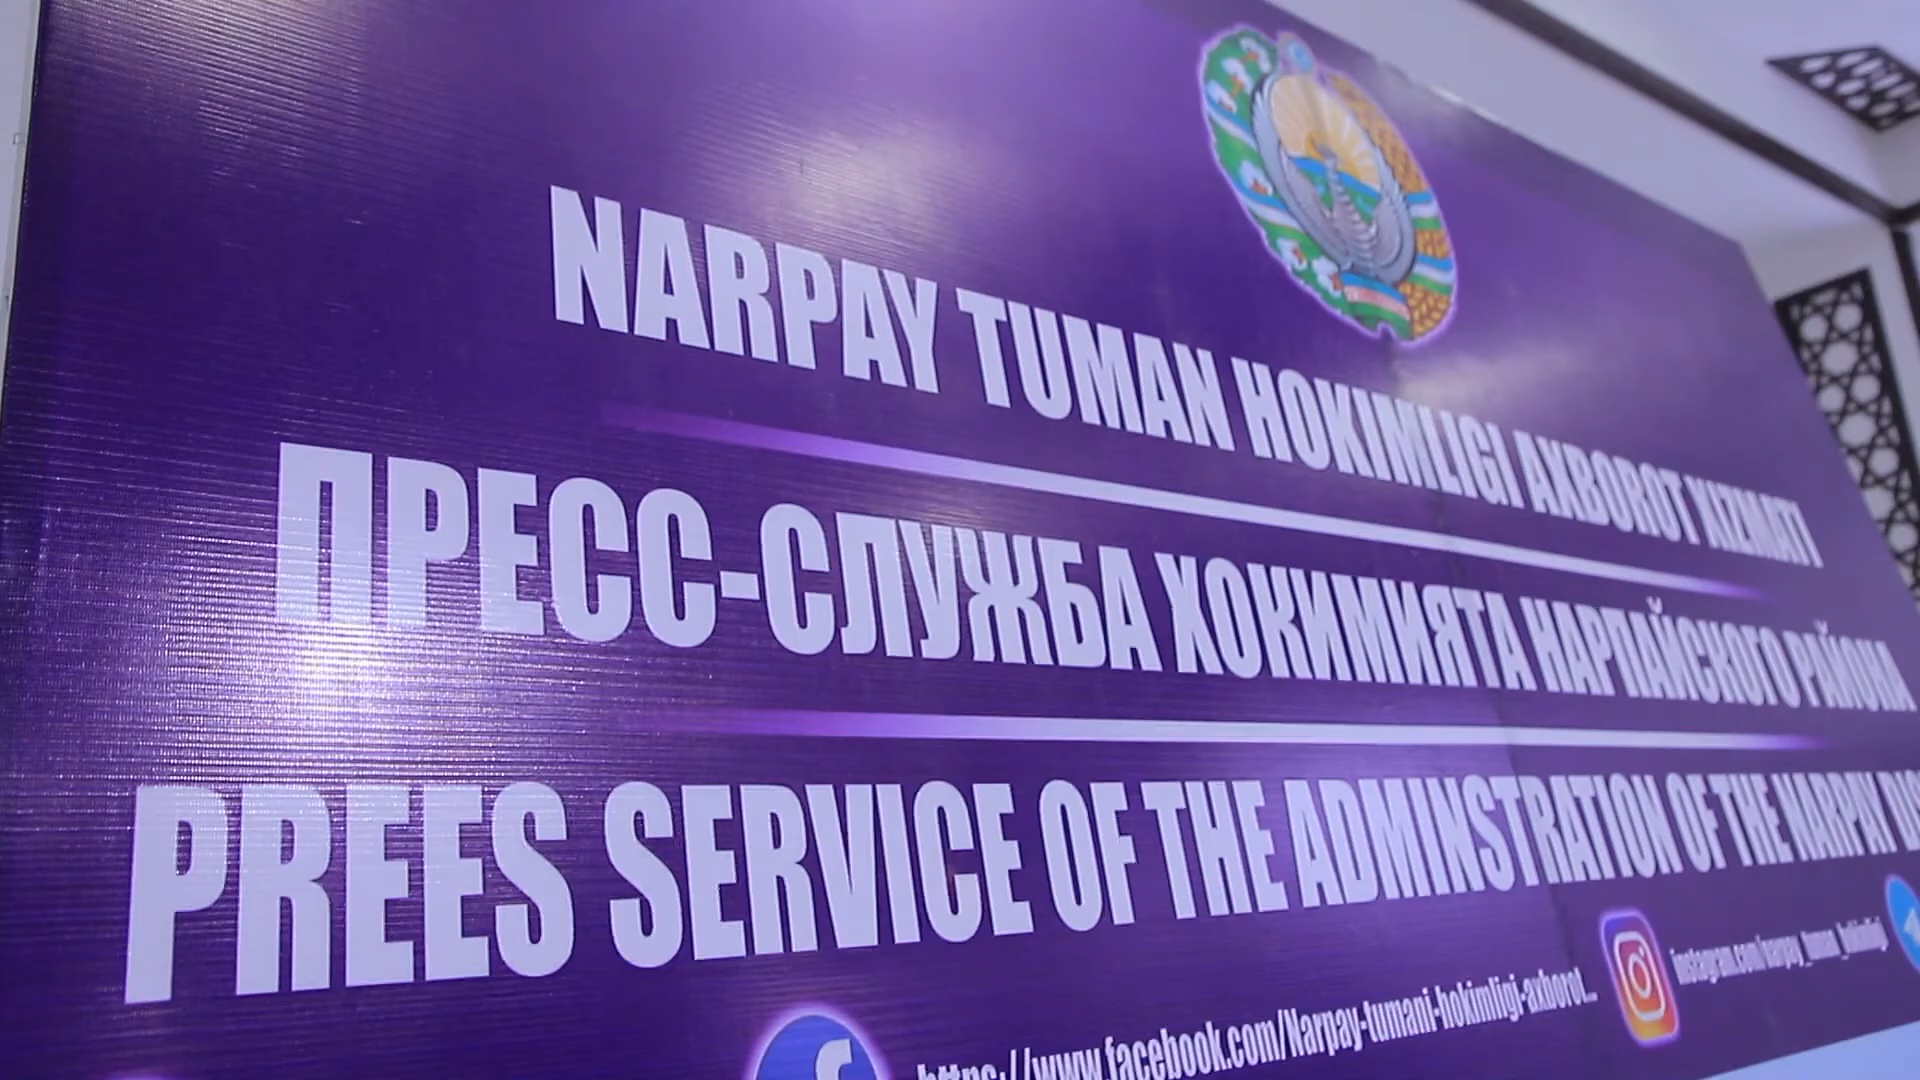 NARPAY TUMAN HOKIMLIGI AXBOROT XIZMATI
ПРЕСС-СЛУЖБА ХОКИМИЯТА НАРПАЙСКОГО РАЙОНА
PREES SERVICE OF THE ADMINSTRATION OF THE NARPAY
https://www.facebook.com/Narpay-tumani-hokimligi-axborot...
instagram.com/narpay_tuman_hokimligi